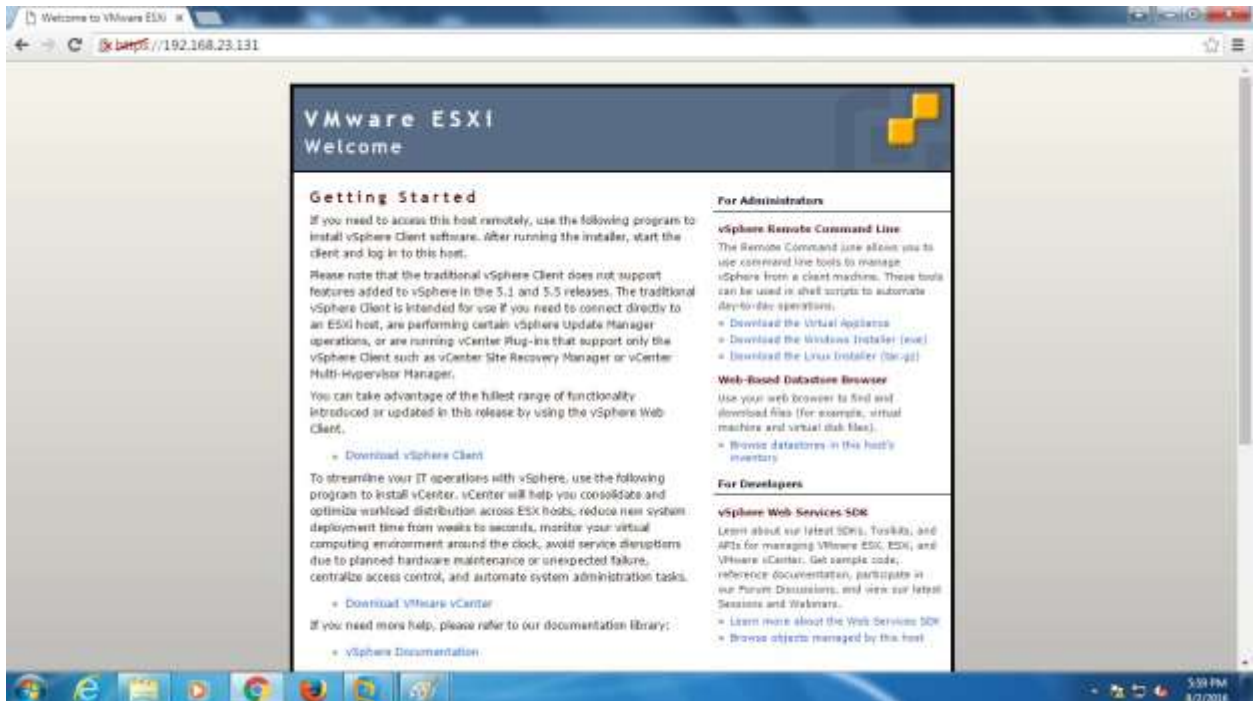 Welcome to VMware ESXi
https://192.168.23.131
VMware ESXi
Welcome
Getting Started
If you need to access this host remotely, use the following program to
install vSphere Client software. After running the installer, start the
client and log in to this host.
Please note that the traditional vSphere Client does not support
features added to vSphere in the 5.1 and 5.5 releases. The traditional
vSphere Client is intended for use if you need to connect directly to
an ESXi host, are performing certain vSphere Update Manager
operations, or are running vCenter Plug-ins that support only the
vSphere Client such as vCenter Site Recovery Manager or vCenter
Multi-Hypervisor Manager.
You can take advantage of the fullest range of functionality
introduced or updated in this release by using the vSphere Web
Client.
» Download vSphere Client
To streamline your IT operations with vSphere, use the following
program to install vCenter. vCenter will help you consolidate and
optimize workload distribution across ESX hosts, reduce new system
deployment time from weeks to seconds, monitor your virtual
computing environment around the clock, avoid service disruptions
due to planned hardware maintenance or unexpected failure,
centralize access control, and automate system administration tasks.
» Download VMware vCenter
If you need more help, please refer to our documentation library:
» vSphere Documentation
For Administrators
vSphere Remote Command Line
The Remote Command Line allows you to
use command line tools to manage
vSphere from a client machine. These tools
can be used in shell scripts to automate
day-to-day operations.
» Download the Virtual Appliance
» Download the Windows Installer (exe)
» Download the Linux Installer (tar.gz)
Web-Based Datastore Browser
Use your web browser to find and
download files (for example, virtual
machine and virtual disk files).
» Browse datastores in this host's
inventory
For Developers
vSphere Web Services SDK
Learn about our latest SDKs, Toolkits, and
APIs for managing VMware ESX, ESXi, and
VMware vCenter. Get sample code,
reference documentation, participate in
our Forum Discussions, and view our latest
Sessions and Webinars.
» Learn more about the Web Services SDK
» Browse objects managed by this host
5:59 PM
8/2/2016